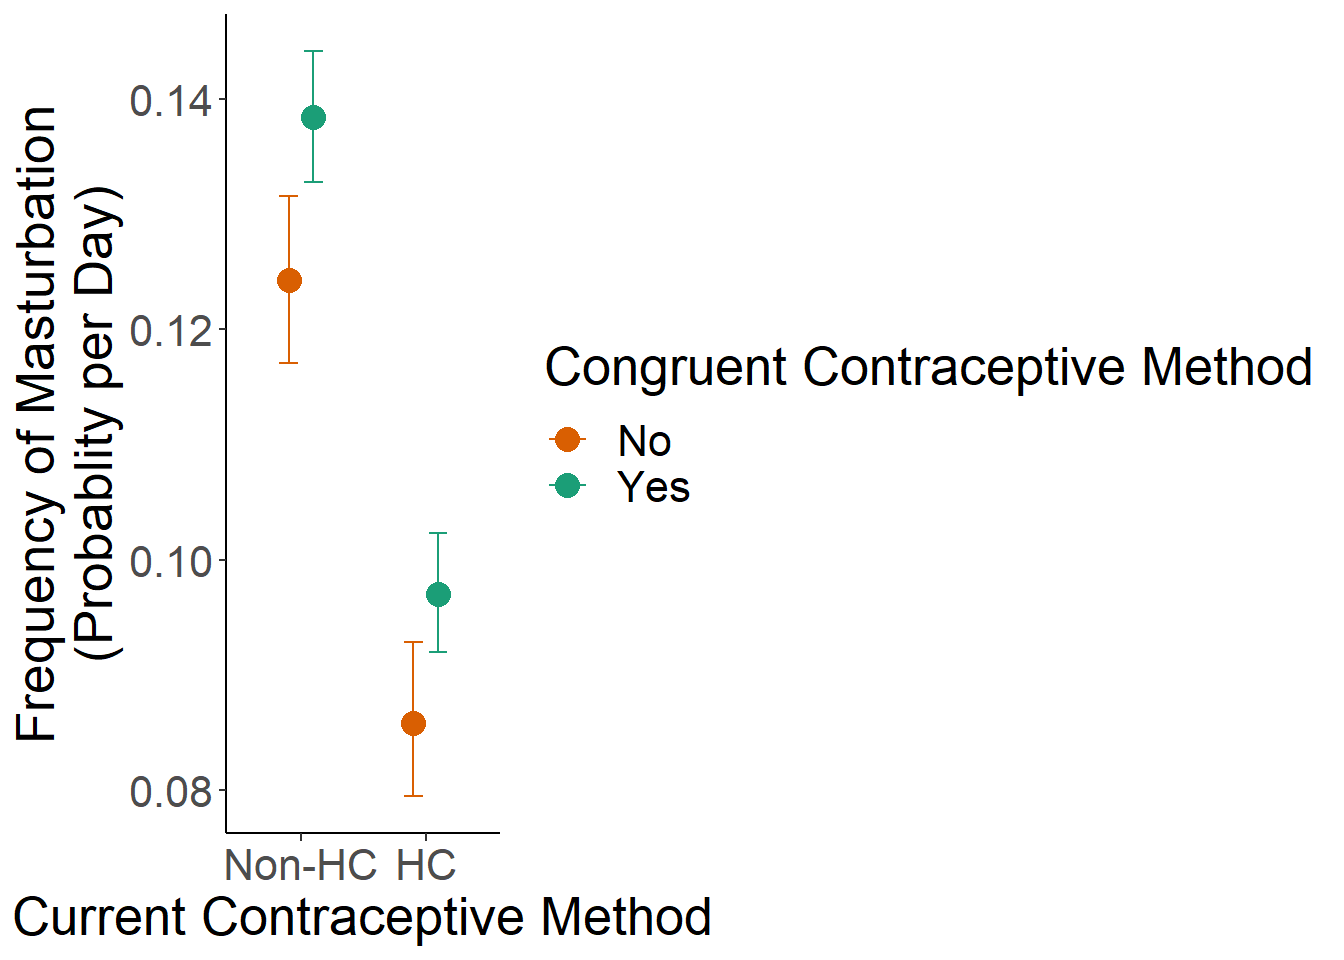 Frequency of Masturbation
(Probablity per Day)
0.14
0.12
0.10
0.08
Non-HC
HC
Current Contraceptive Method
Congruent Contraceptive Method
No
Yes